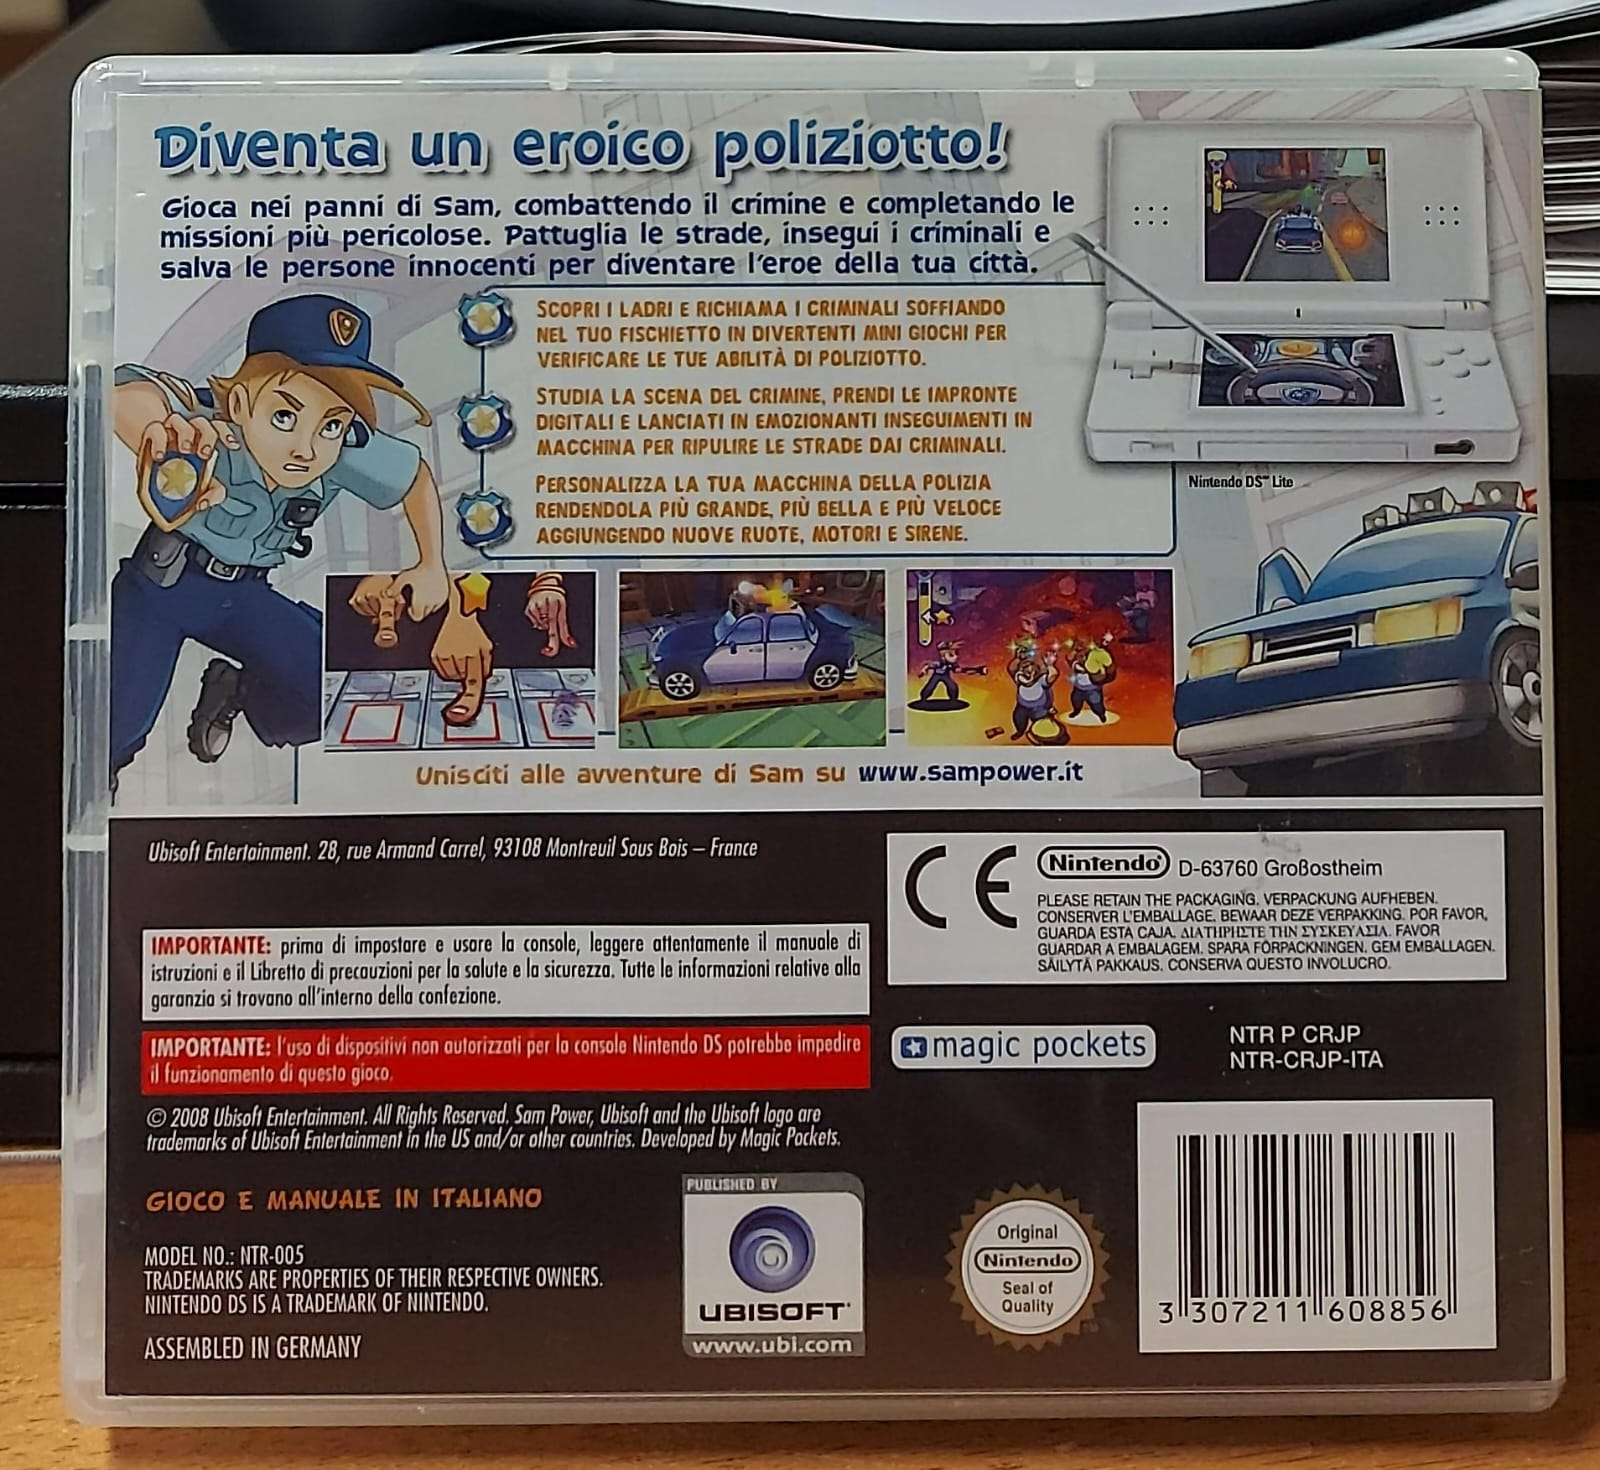 Diventa un eroico poliziotto!
Gioca nei panni di Sam, combattendo il crimine e completando le
missioni più pericolose. Pattuglia le strade, insegui i criminali e
salva le persone innocenti per diventare l'eroe della tua città.
SCOPRI I LADRI E RICHIAMA I CRIMINALI SOFFIANDO
NEL TUO FISCHIETTO IN DIVERTENTI MINI GIOCHI PER
VERIFICARE LE TUE ABILITÀ DI POLIZIOTTO.
STUDIA LA SCENA DEL CRIMINE, PRENDI LE IMPRONTE
DIGITALI E LANCIATI IN EMOZIONANTI INSEGUIMENTI IN
MACCHINA PER RIPULIRE LE STRADE DAI CRIMINALI.
PERSONALIZZA LA TUA MACCHINA DELLA POLIZIA
RENDENDOLA PIÙ GRANDE, PIÙ BELLA E PIÙ VELOCE
AGGIUNGENDO NUOVE RUOTE, MOTORI E SIRENE.
Nintendo DS™ Lite
Unisciti alle avventure di Sam su www.sampower.it
Ubisoft Entertainment. 28, rue Armand Carrel, 93108 Montreuil Sous Bois – France
CE
Nintendo® D-63760 Großostheim
PLEASE RETAIN THE PACKAGING. VERPACKUNG AUFHEBEN.
CONSERVER L'EMBALLAGE. BEWAAR DEZE VERPAKKING. POR FAVOR,
GUARDA ESTA CAJA. ΔΙΑΤΗΡΗΣΤΕ ΤΗΝ ΣΥΣΚΕΥΑΣΙΑ. FAVOR
GUARDAR A EMBALAGEM. SPARA FÖRPACKNINGEN. GEM EMBALLAGEN.
SÄILYTÄ PAKKAUS. CONSERVA QUESTO INVOLUCRO.
IMPORTANTE: prima di impostare e usare la console, leggere attentamente il manuale di
istruzioni e il Libretto di precauzioni per la salute e la sicurezza. Tutte le informazioni relative alla
garanzia si trovano all'interno della confezione.
IMPORTANTE: l'uso di dispositivi non autorizzati per la console Nintendo DS potrebbe impedire
il funzionamento di questo gioco.
magic pockets
NTR P CRJP
NTR-CRJP-ITA
© 2008 Ubisoft Entertainment. All Rights Reserved. Sam Power, Ubisoft and the Ubisoft logo are
trademarks of Ubisoft Entertainment in the US and/or other countries. Developed by Magic Pockets.
GIOCO E MANUALE IN ITALIANO
MODEL NO.: NTR-005
TRADEMARKS ARE PROPERTIES OF THEIR RESPECTIVE OWNERS.
NINTENDO DS IS A TRADEMARK OF NINTENDO.
ASSEMBLED IN GERMANY
PUBLISHED BY
UBISOFT
www.ubi.com
Original
Nintendo
Seal of
Quality
3 307211 608856